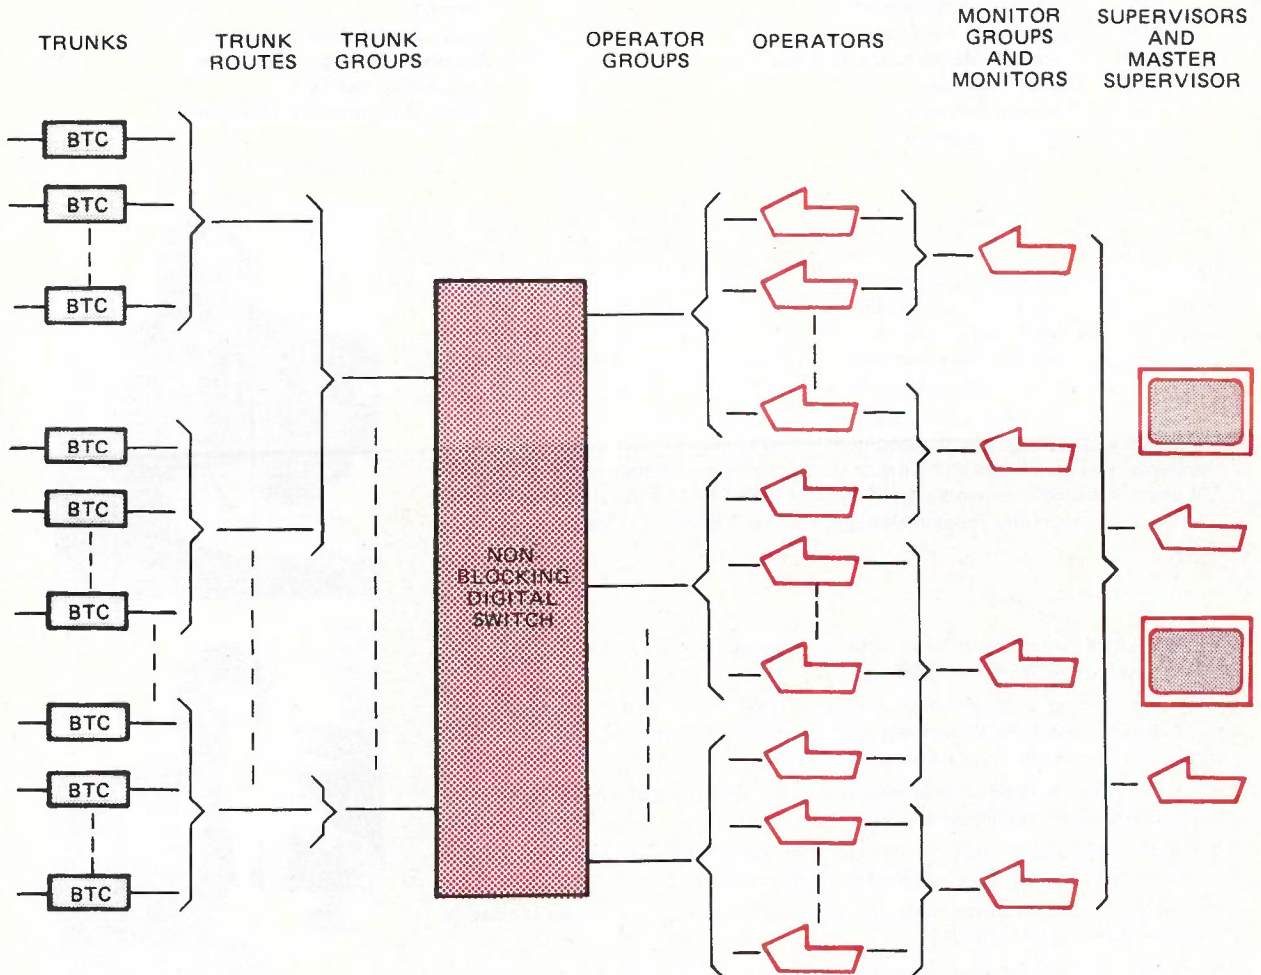 TRUNKS
TRUNK
ROUTES
TRUNK
GROUPS
OPERATOR
GROUPS
OPERATORS
MONITOR
GROUPS
AND
MONITORS
SUPERVISORS
AND
MASTER
SUPERVISOR
BTC
BTC
BTC
BTC
BTC
BTC
BTC
BTC
BTC
NON-
BLOCKING
DIGITAL
SWITCH